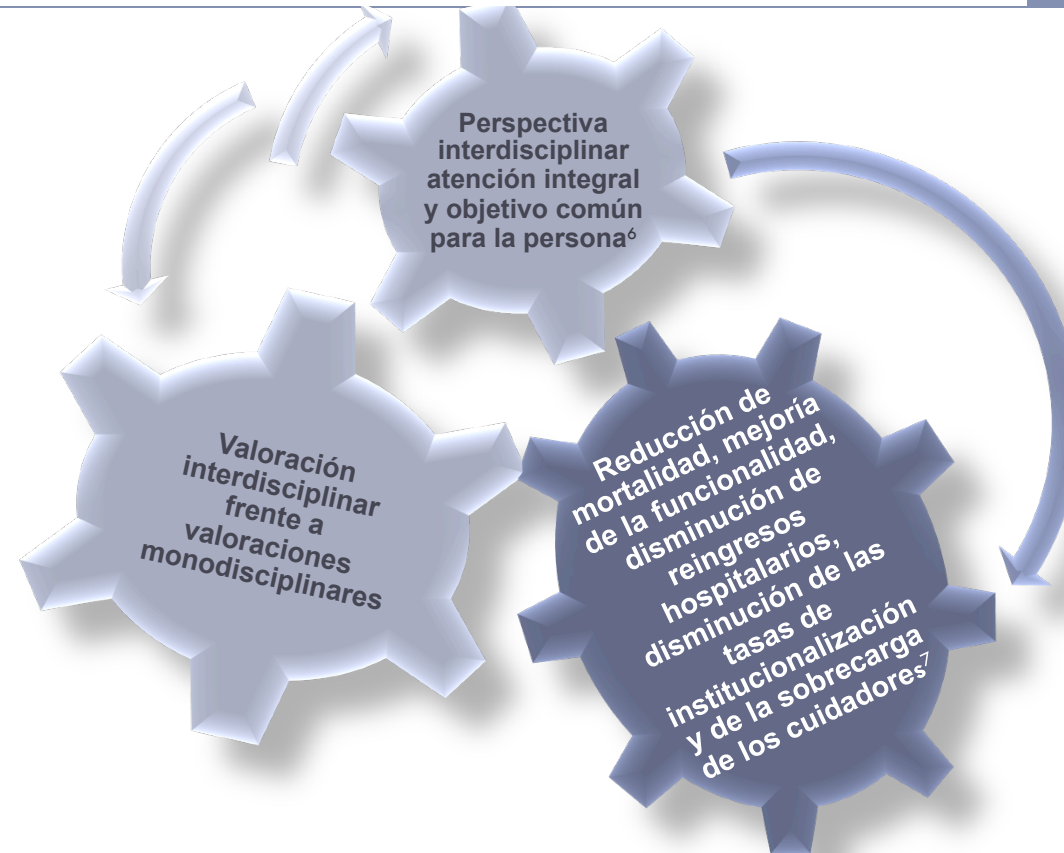 Perspectiva
interdisciplinar
atención integral
y objetivo común
para la persona⁶
Valoración
interdisciplinar
frente a
valoraciones
monodisciplinares
Reducción de
mortalidad, mejoría
de la funcionalidad,
disminución de
reingresos
hospitalarios,
disminución de las
tasas de
institucionalización
y de la sobrecarga
de los cuidadores⁷